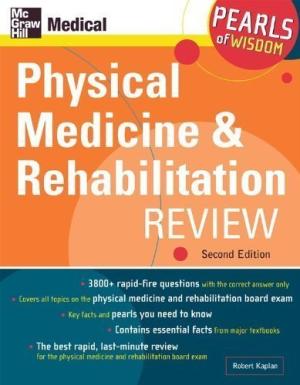 Mc
Graw
Hill
Medical
PEARLS
of WISDOM
Physical
Medicine &
Rehabilitation
REVIEW
Second Edition
• 3800+ rapid-fire questions with the correct answer only
• Covers all topics on the physical medicine and rehabilitation board exam
• Key facts and pearls you need to know
• Contains essential facts from major textbooks
• The best rapid, last-minute review
for the physical medicine and rehabilitation board exam
Robert Kaplan